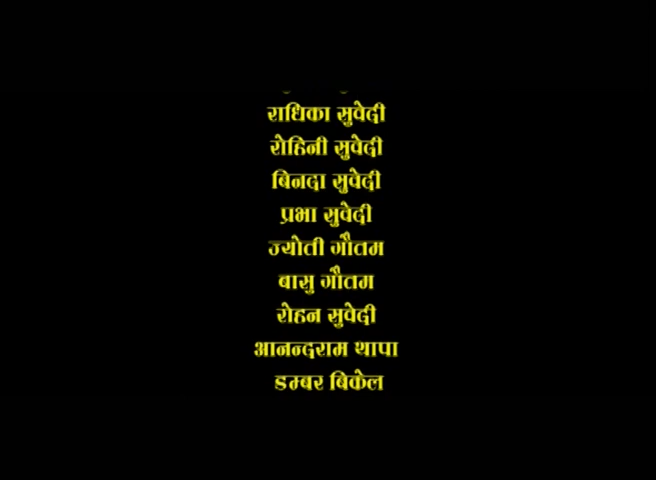 राधिका सुवेदी
रोहिनी सुवेदी
बिनदा सुवेदी
प्रभा सुवेदी
ज्योती गौतम
बासु गौतम
रोहन सुवेदी
आनन्दराम थापा
डम्बर बिकेल